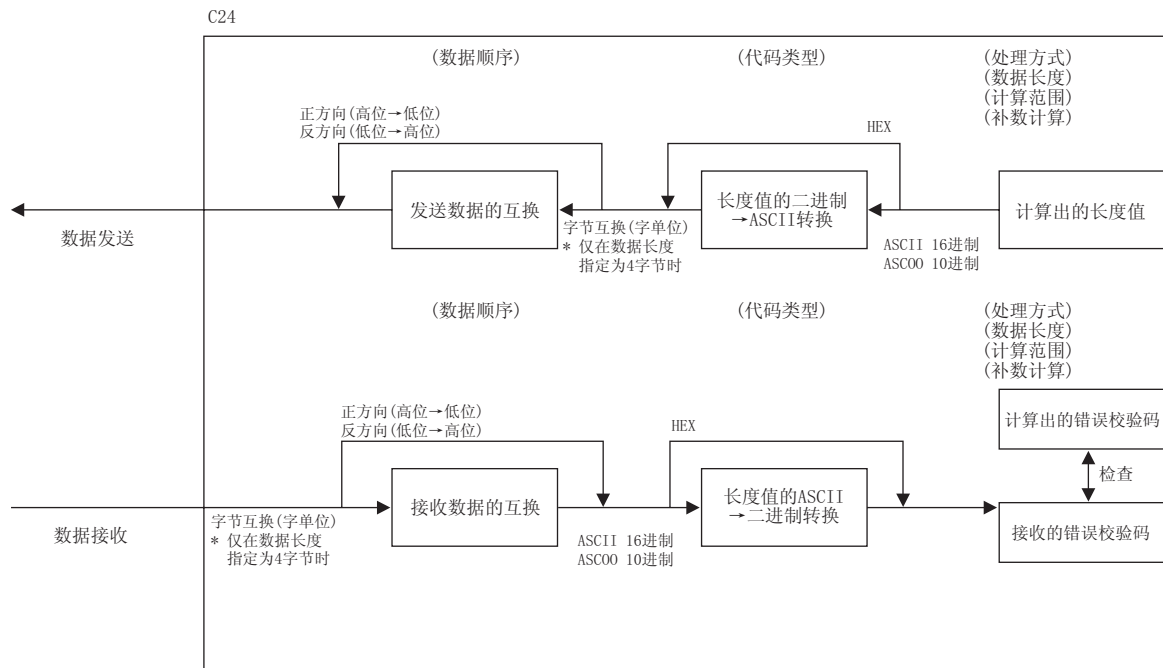 C24
(数据顺序)
(代码类型)
(处理方式)
(数据长度)
(计算范围)
(补数计算)
正方向(高位→低位)
反方向(低位→高位)
HEX
发送数据的互换
长度值的二进制
→ASCII转换
计算出的长度值
数据发送
字节互换(字单位)
* 仅在数据长度
指定为4字节时
ASCII 16进制
ASCOO 10进制
(数据顺序)
(代码类型)
(处理方式)
(数据长度)
(计算范围)
(补数计算)
正方向(高位→低位)
反方向(低位→高位)
HEX
计算出的错误校验码
检查
接收数据的互换
长度值的ASCII
→二进制转换
接收的错误校验码
数据接收
字节互换(字单位)
* 仅在数据长度
指定为4字节时
ASCII 16进制
ASCOO 10进制